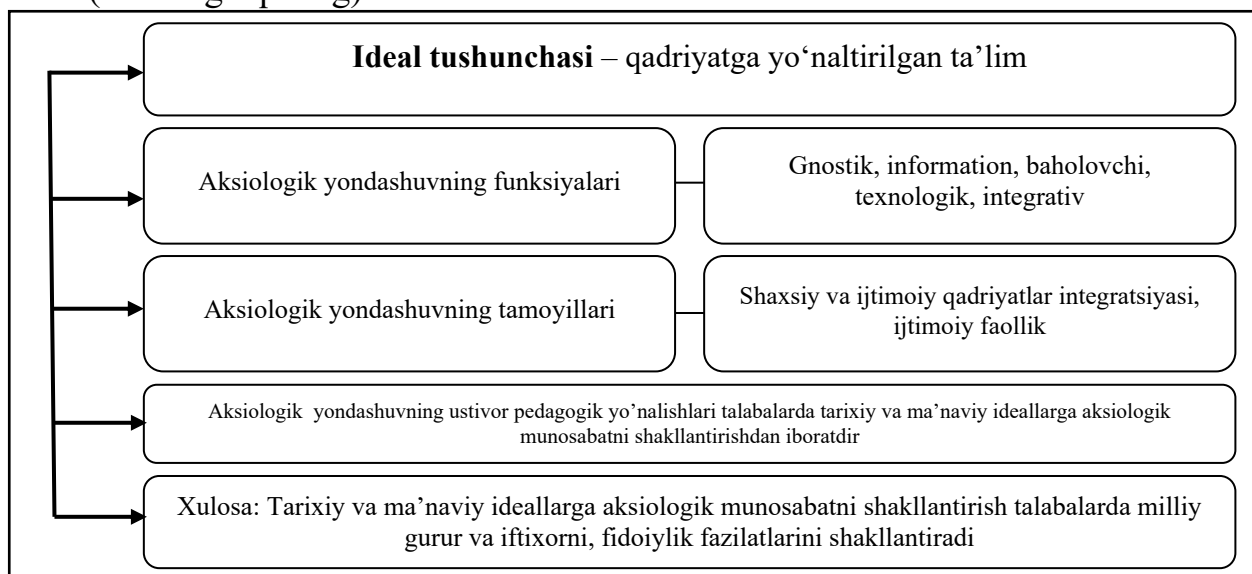 Ideal tushunchasi – qadriyatga yo‘naltirilgan ta’lim
Aksiologik yondashuvning funksiyalari
Gnostik, information, baholovchi,
texnologik, integrativ
Aksiologik yondashuvning tamoyillari
Shaxsiy va ijtimoiy qadriyatlar integratsiyasi,
ijtimoiy faollik
Aksiologik yondashuvning ustivor pedagogik yo’nalishlari talabalarda tarixiy va ma’naviy ideallarga aksiologik
munosabatni shakllantirishdan iboratdir
Xulosa: Tarixiy va ma’naviy ideallarga aksiologik munosabatni shakllantirish talabalarda milliy
gurur va iftixorni, fidoiylik fazilatlarini shakllantiradi